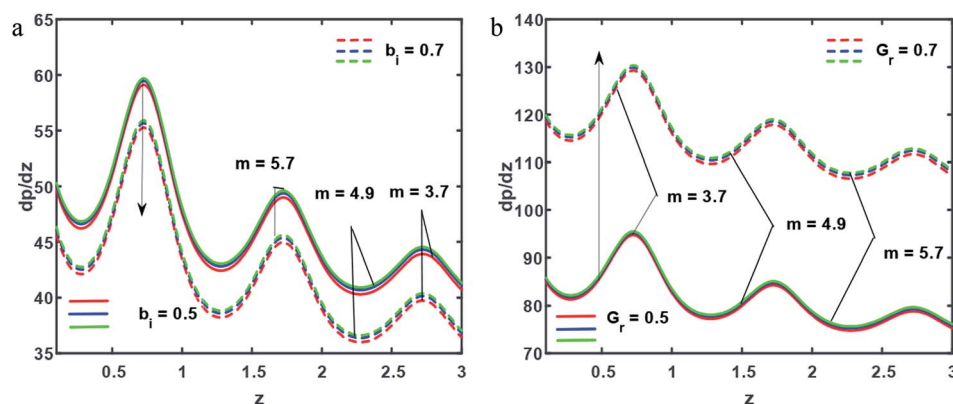 a
65
60
55
50
45
40
35
dp/dz
b_i = 0.7
m = 5.7
m = 4.9
m = 3.7
b_i = 0.5
0.5 1 1.5 2 2.5 3
z
b
140
130
120
110
100
90
80
70
dp/dz
G_r = 0.7
m = 3.7
m = 4.9
m = 5.7
G_r = 0.5
0.5 1 1.5 2 2.5 3
z